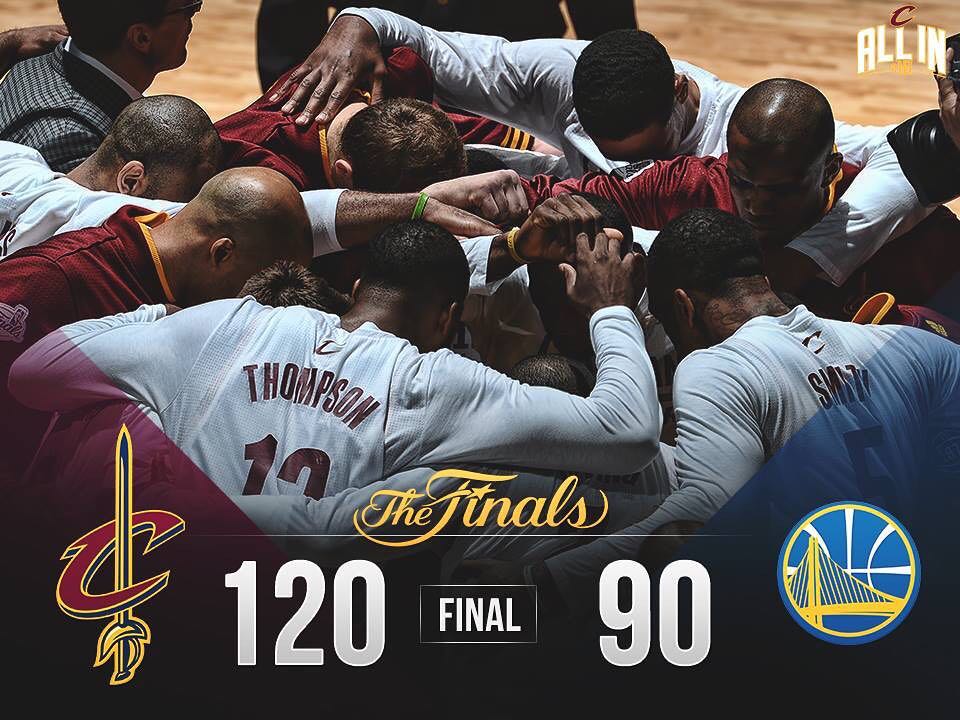 ALL IN
THOMPSON
13
SMITH
5
The Finals
120
FINAL
90